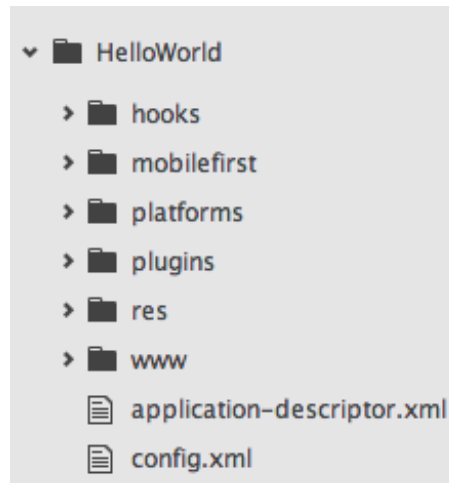 HelloWorld
hooks
mobilefirst
platforms
plugins
res
www
application-descriptor.xml
config.xml